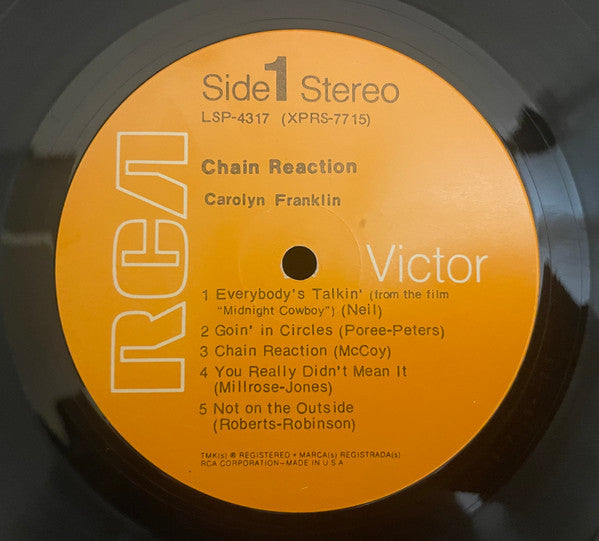 Side 1 Stereo
LSP-4317 (XPRS-7715)
Chain Reaction
Carolyn Franklin
RCA
Victor
1 Everybody's Talkin' (from the film
"Midnight Cowboy") (Neil)
2 Goin' in Circles (Poree-Peters)
3 Chain Reaction (McCoy)
4 You Really Didn't Mean It
(Millrose-Jones)
5 Not on the Outside
(Roberts-Robinson)
TMK(s) ® REGISTERED • MARCA(s) REGISTRADA(s)
RCA CORPORATION—MADE IN U.S.A